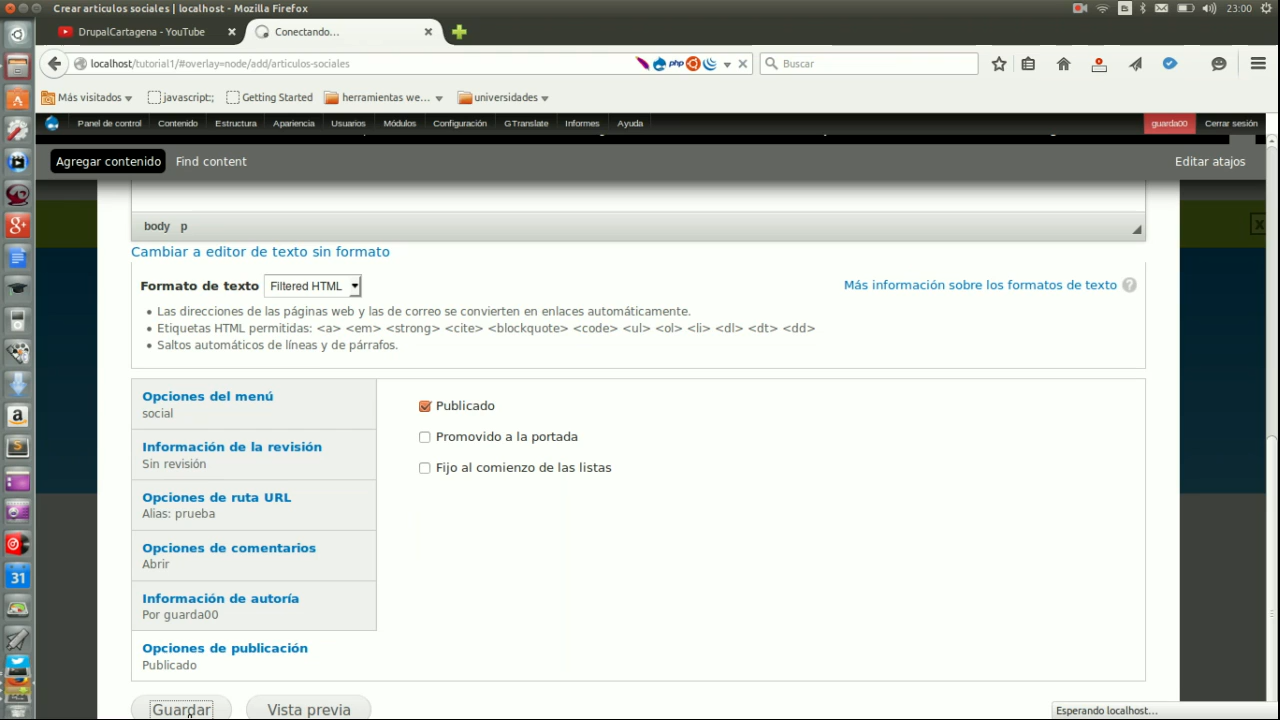 Crear articulos sociales | localhost - Mozilla Firefox
23:00
DrupalCartagena - YouTube
Conectando...
localhost/tutorial1/#overlay=node/add/articulos-sociales
php
Buscar
Más visitados
javascript:;
Getting Started
herramientas we...
universidades
Panel de control
Contenido
Estructura
Apariencia
Usuarios
Módulos
Configuración
GTranslate
Informes
Ayuda
guarda00
Cerrar sesión
Agregar contenido
Find content
Editar atajos
body p
Cambiar a editor de texto sin formato
Formato de texto
Filtered HTML
Más información sobre los formatos de texto
Las direcciones de las páginas web y las de correo se convierten en enlaces automáticamente.
Etiquetas HTML permitidas: <a> <em> <strong> <cite> <blockquote> <code> <ul> <ol> <li> <dl> <dt> <dd>
Saltos automáticos de líneas y de párrafos.
Opciones del menú
social
Información de la revisión
Sin revisión
Opciones de ruta URL
Alias: prueba
Opciones de comentarios
Abrir
Información de autoría
Por guarda00
Opciones de publicación
Publicado
Publicado
Promovido a la portada
Fijo al comienzo de las listas
Guardar
Vista previa
Esperando localhost...
31